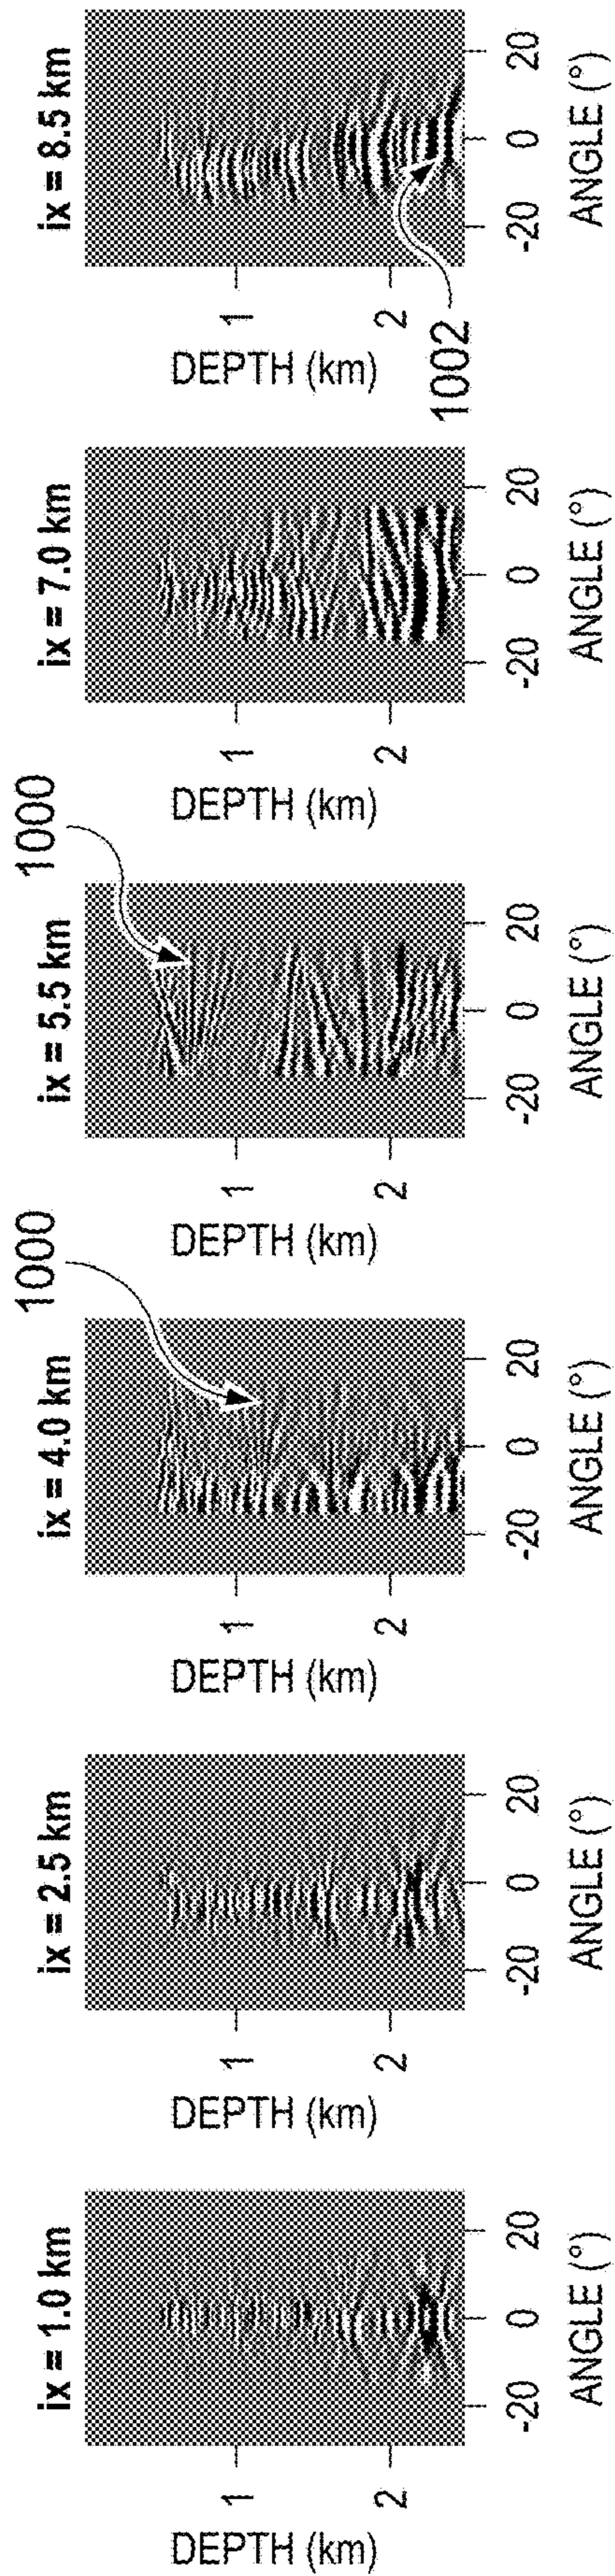 ix = 1.0 km
DEPTH (km)
1
2
-20 0 20
ANGLE (°)
ix = 2.5 km
DEPTH (km)
1
2
-20 0 20
ANGLE (°)
ix = 4.0 km
1000
DEPTH (km)
1
2
-20 0 20
ANGLE (°)
ix = 5.5 km
1000
DEPTH (km)
1
2
-20 0 20
ANGLE (°)
ix = 7.0 km
DEPTH (km)
1
2
-20 0 20
ANGLE (°)
ix = 8.5 km
DEPTH (km)
1
2
1002
-20 0 20
ANGLE (°)